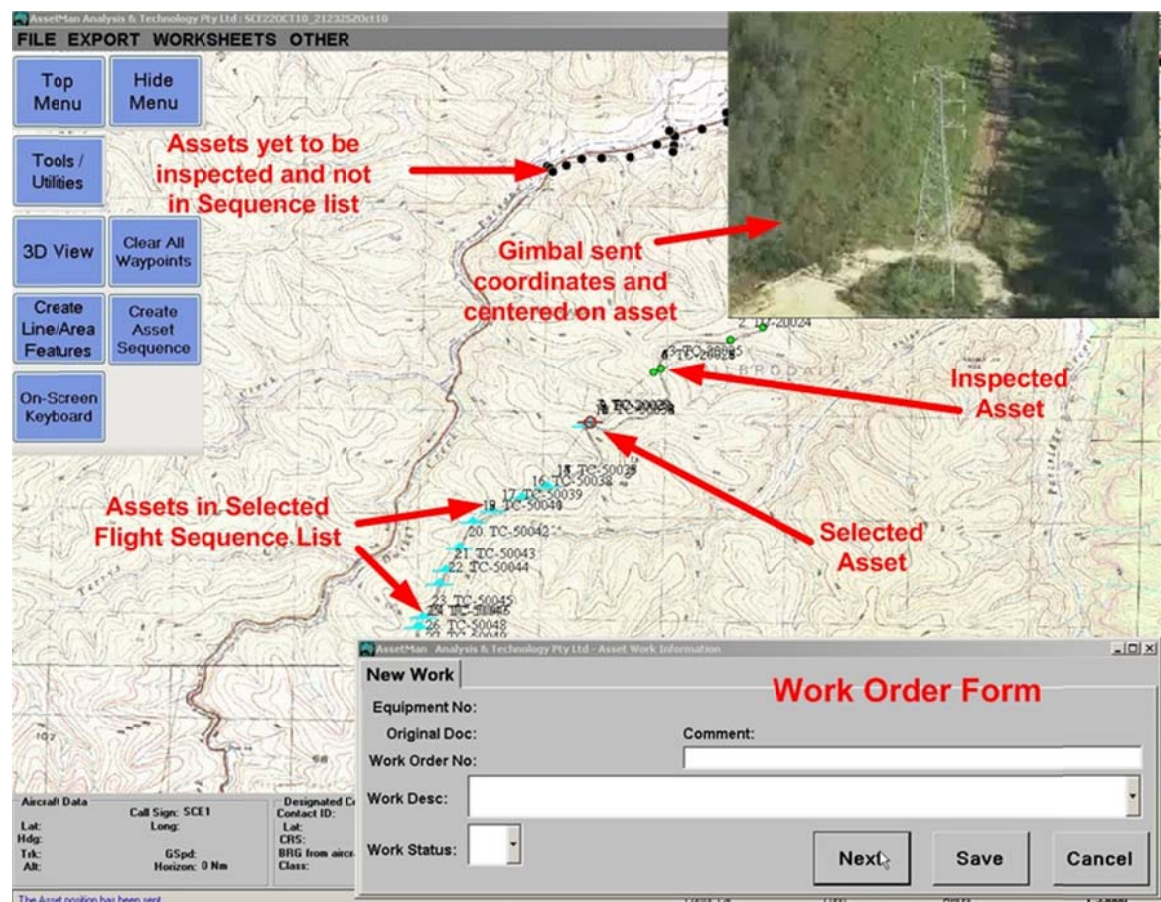 AssetMan Analysis & Technology Pty Ltd : SCE22OCT10_212325ZOct10
FILE EXPORT WORKSHEETS OTHER
Top
Menu
Hide
Menu
Tools /
Utilities
3D View
Clear All
Waypoints
Create
Line/Area
Features
Create
Asset
Sequence
On-Screen
Keyboard
Assets yet to be
inspected and not
in Sequence list
Gimbal sent
coordinates and
centered on asset
Inspected
Asset
Selected
Asset
Assets in Selected
Flight Sequence List
2 TC-20024
16 TC-50038
17 TC-50039
20 TC-50042
21 TC-50043
22 TC-50044
23 TC-50045
26 TC-50048
AssetMan Analysis & Technology Pty Ltd - Asset Work Information
New Work
Work Order Form
Equipment No:
Original Doc:
Comment:
Work Order No:
Work Desc:
Work Status:
Next
Save
Cancel
Aircraft Data
Call Sign: SCE1
Lat:
Long:
Hdg:
Trk:
GSpd:
Alt:
Horizon: 0 Nm
Contact ID:
Lat:
CRS:
BRG from
Class:
The Asset position has been sent